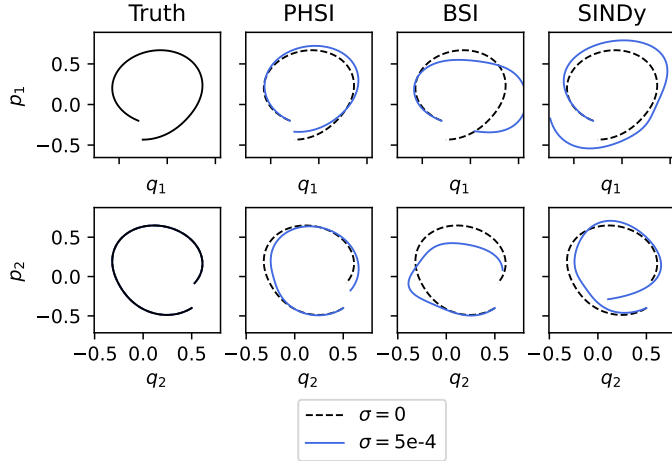 Truth PHSI BSI SINDy
p₁ 0.5 0.0 −0.5
q₁ q₁ q₁ q₁
p₂ 0.5 0.0 −0.5
−0.5 0.0 0.5 −0.5 0.0 0.5 −0.5 0.0 0.5 −0.5 0.0 0.5
q₂ q₂ q₂ q₂
σ = 0
σ = 5e-4